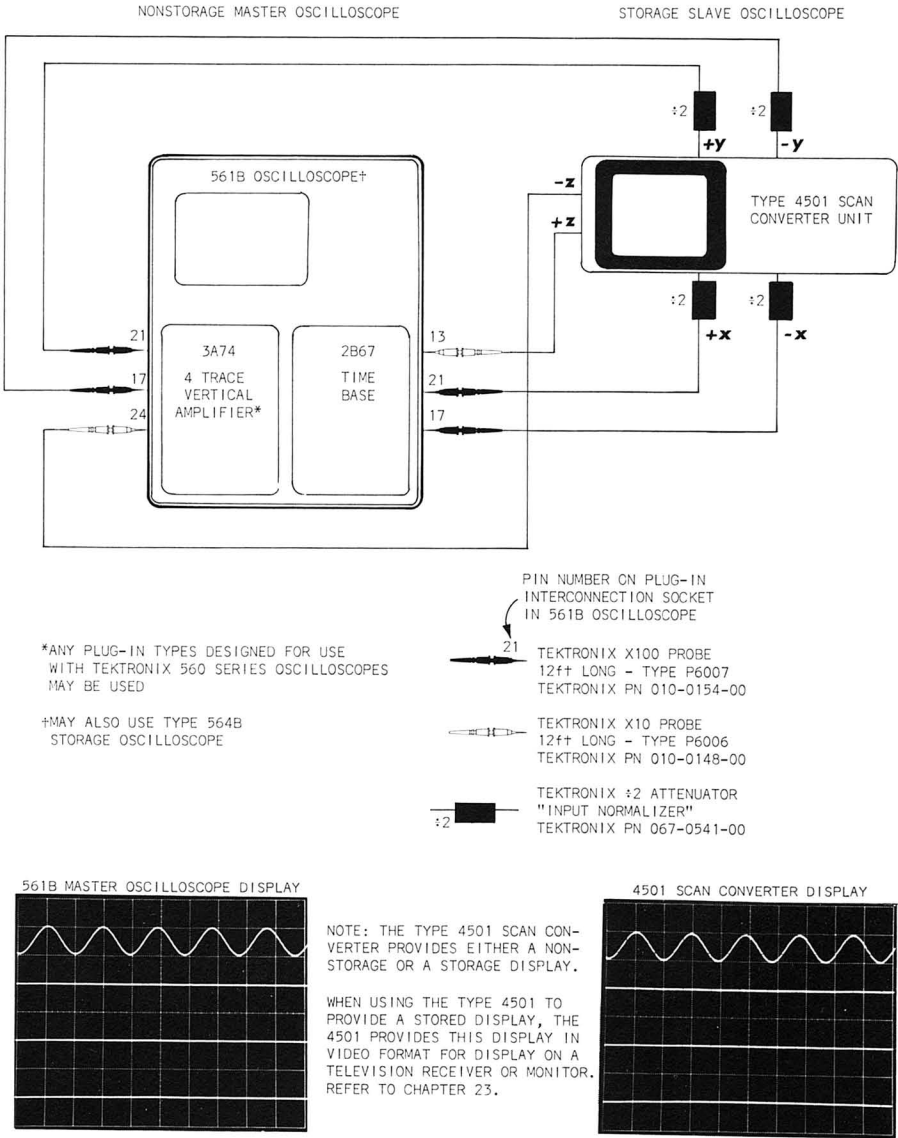 NONSTORAGE MASTER OSCILLOSCOPE
STORAGE SLAVE OSCILLOSCOPE
÷2
÷2
+y
-y
561B OSCILLOSCOPE†
-z
+z
TYPE 4501 SCAN
CONVERTER UNIT
÷2
÷2
+x
-x
21
17
24
3A74
4 TRACE
VERTICAL
AMPLIFIER*
2B67
TIME
BASE
13
21
17
PIN NUMBER ON PLUG-IN
INTERCONNECTION SOCKET
IN 561B OSCILLOSCOPE
*ANY PLUG-IN TYPES DESIGNED FOR USE
WITH TEKTRONIX 560 SERIES OSCILLOSCOPES
MAY BE USED
†MAY ALSO USE TYPE 564B
STORAGE OSCILLOSCOPE
21
TEKTRONIX X100 PROBE
12ft LONG - TYPE P6007
TEKTRONIX PN 010-0154-00
TEKTRONIX X10 PROBE
12ft LONG - TYPE P6006
TEKTRONIX PN 010-0148-00
÷2
TEKTRONIX ÷2 ATTENUATOR
"INPUT NORMALIZER"
TEKTRONIX PN 067-0541-00
561B MASTER OSCILLOSCOPE DISPLAY
NOTE: THE TYPE 4501 SCAN CON-
VERTER PROVIDES EITHER A NON-
STORAGE OR A STORAGE DISPLAY.
WHEN USING THE TYPE 4501 TO
PROVIDE A STORED DISPLAY, THE
4501 PROVIDES THIS DISPLAY IN
VIDEO FORMAT FOR DISPLAY ON A
TELEVISION RECEIVER OR MONITOR.
REFER TO CHAPTER 23.
4501 SCAN CONVERTER DISPLAY